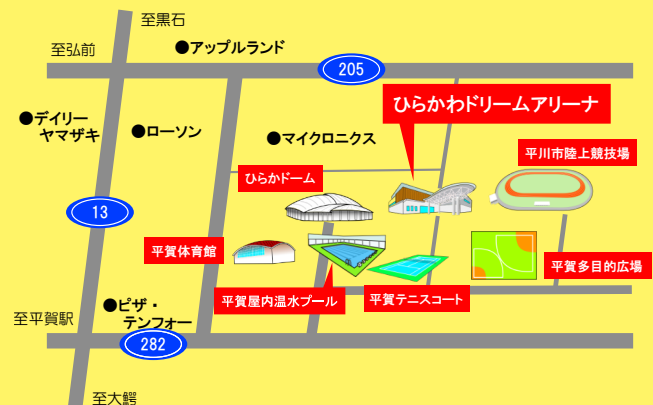 至黒石
至弘前
●アップルランド
205
ひらかわドリームアリーナ
●デイリー
ヤマザキ
●ローソン
●マイクロニクス
平川市陸上競技場
ひらかドーム
13
平賀体育館
平賀多目的広場
平賀屋内温水プール
平賀テニスコート
●ピザ・
テンフォー
至平賀駅
282
至大鰐